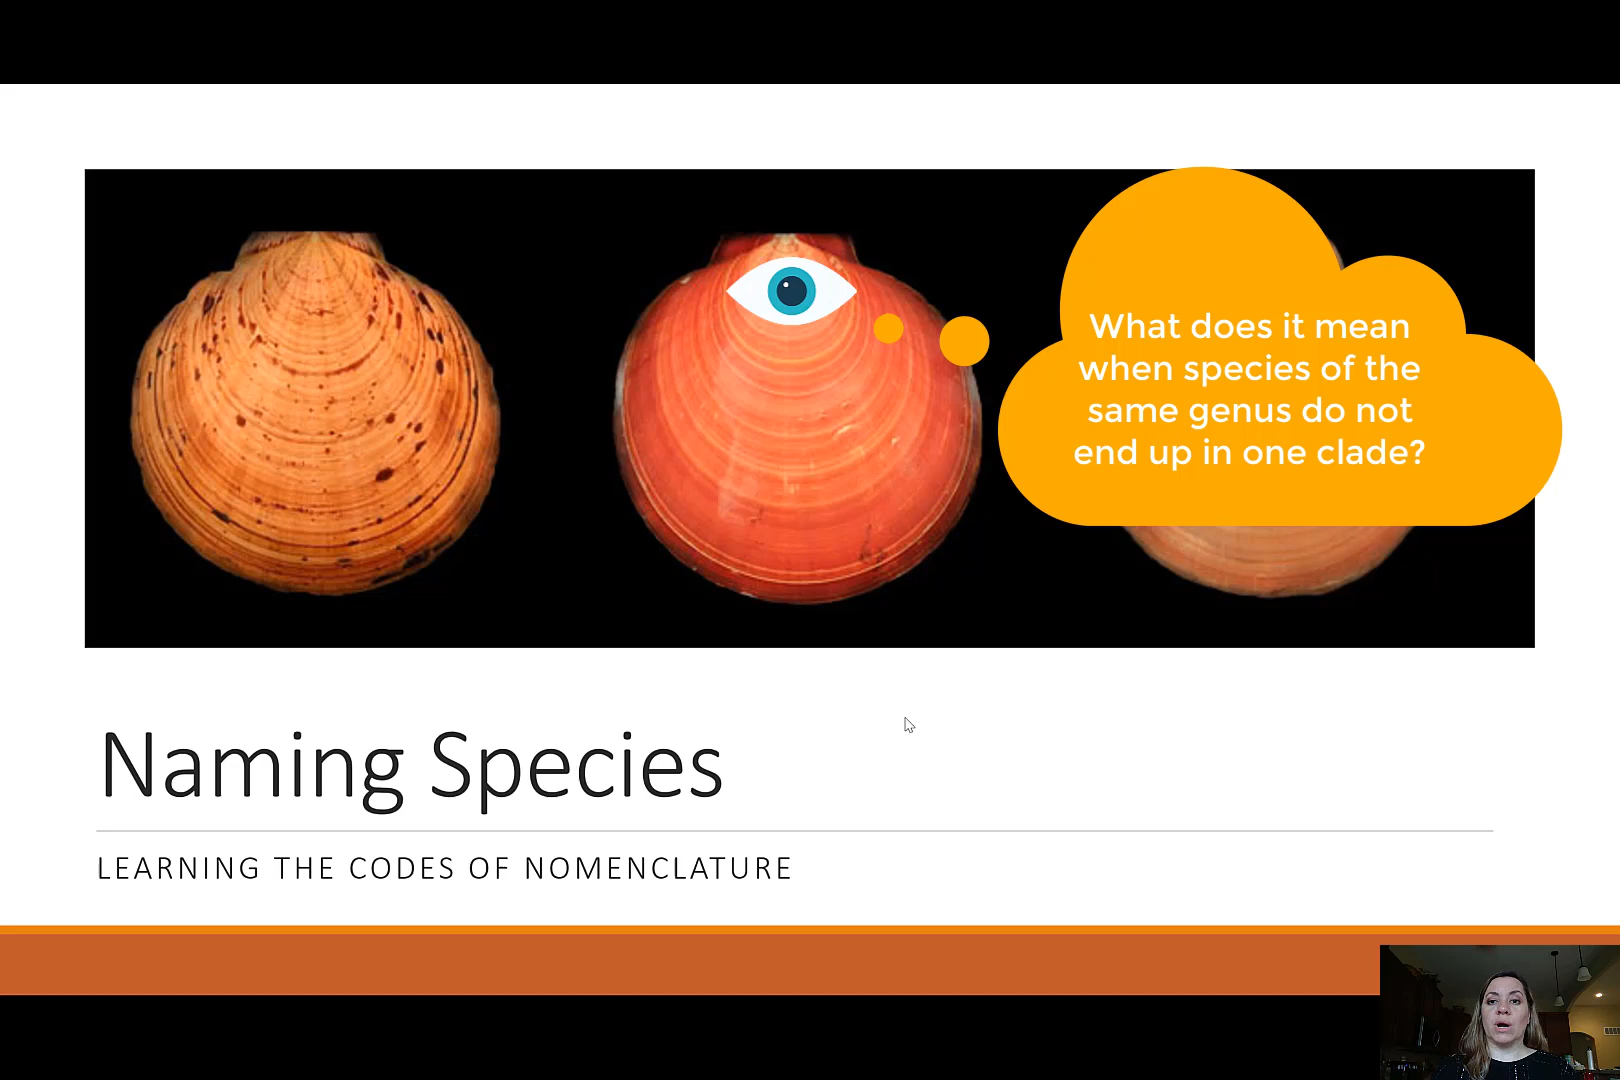 What does it mean
when species of the
same genus do not
end up in one clade?
Naming Species
LEARNING THE CODES OF NOMENCLATURE